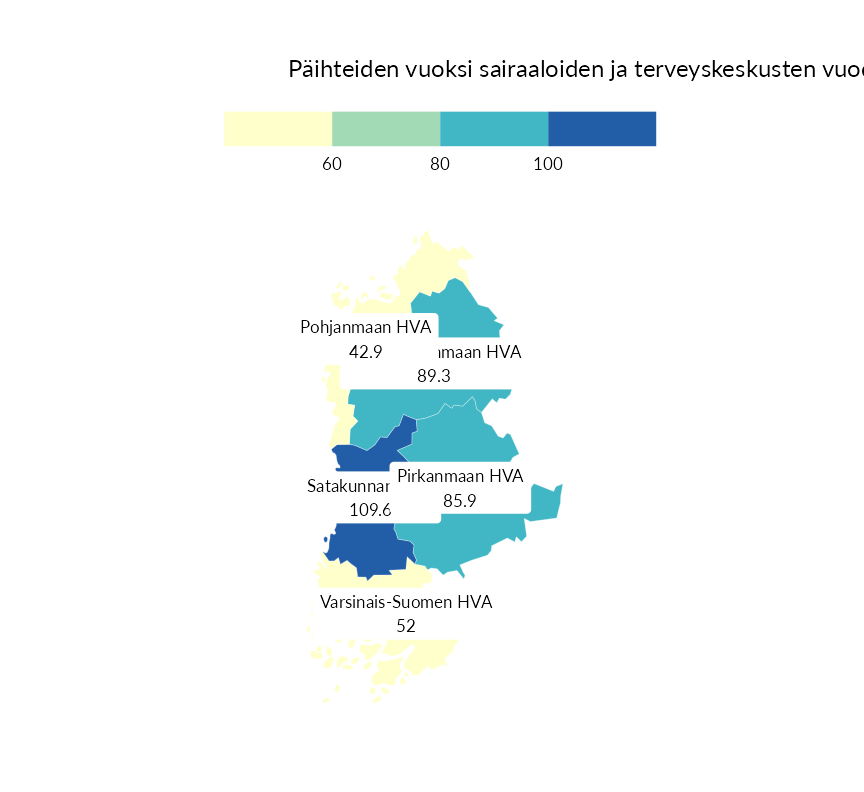 Päihteiden vuoksi sairaaloiden ja terveyskeskusten
60 80 100
Pohjanmaan HVA
42.9
HVA
89.3
Pirkanmaan HVA
85.9
109.6
Varsinais-Suomen HVA
52